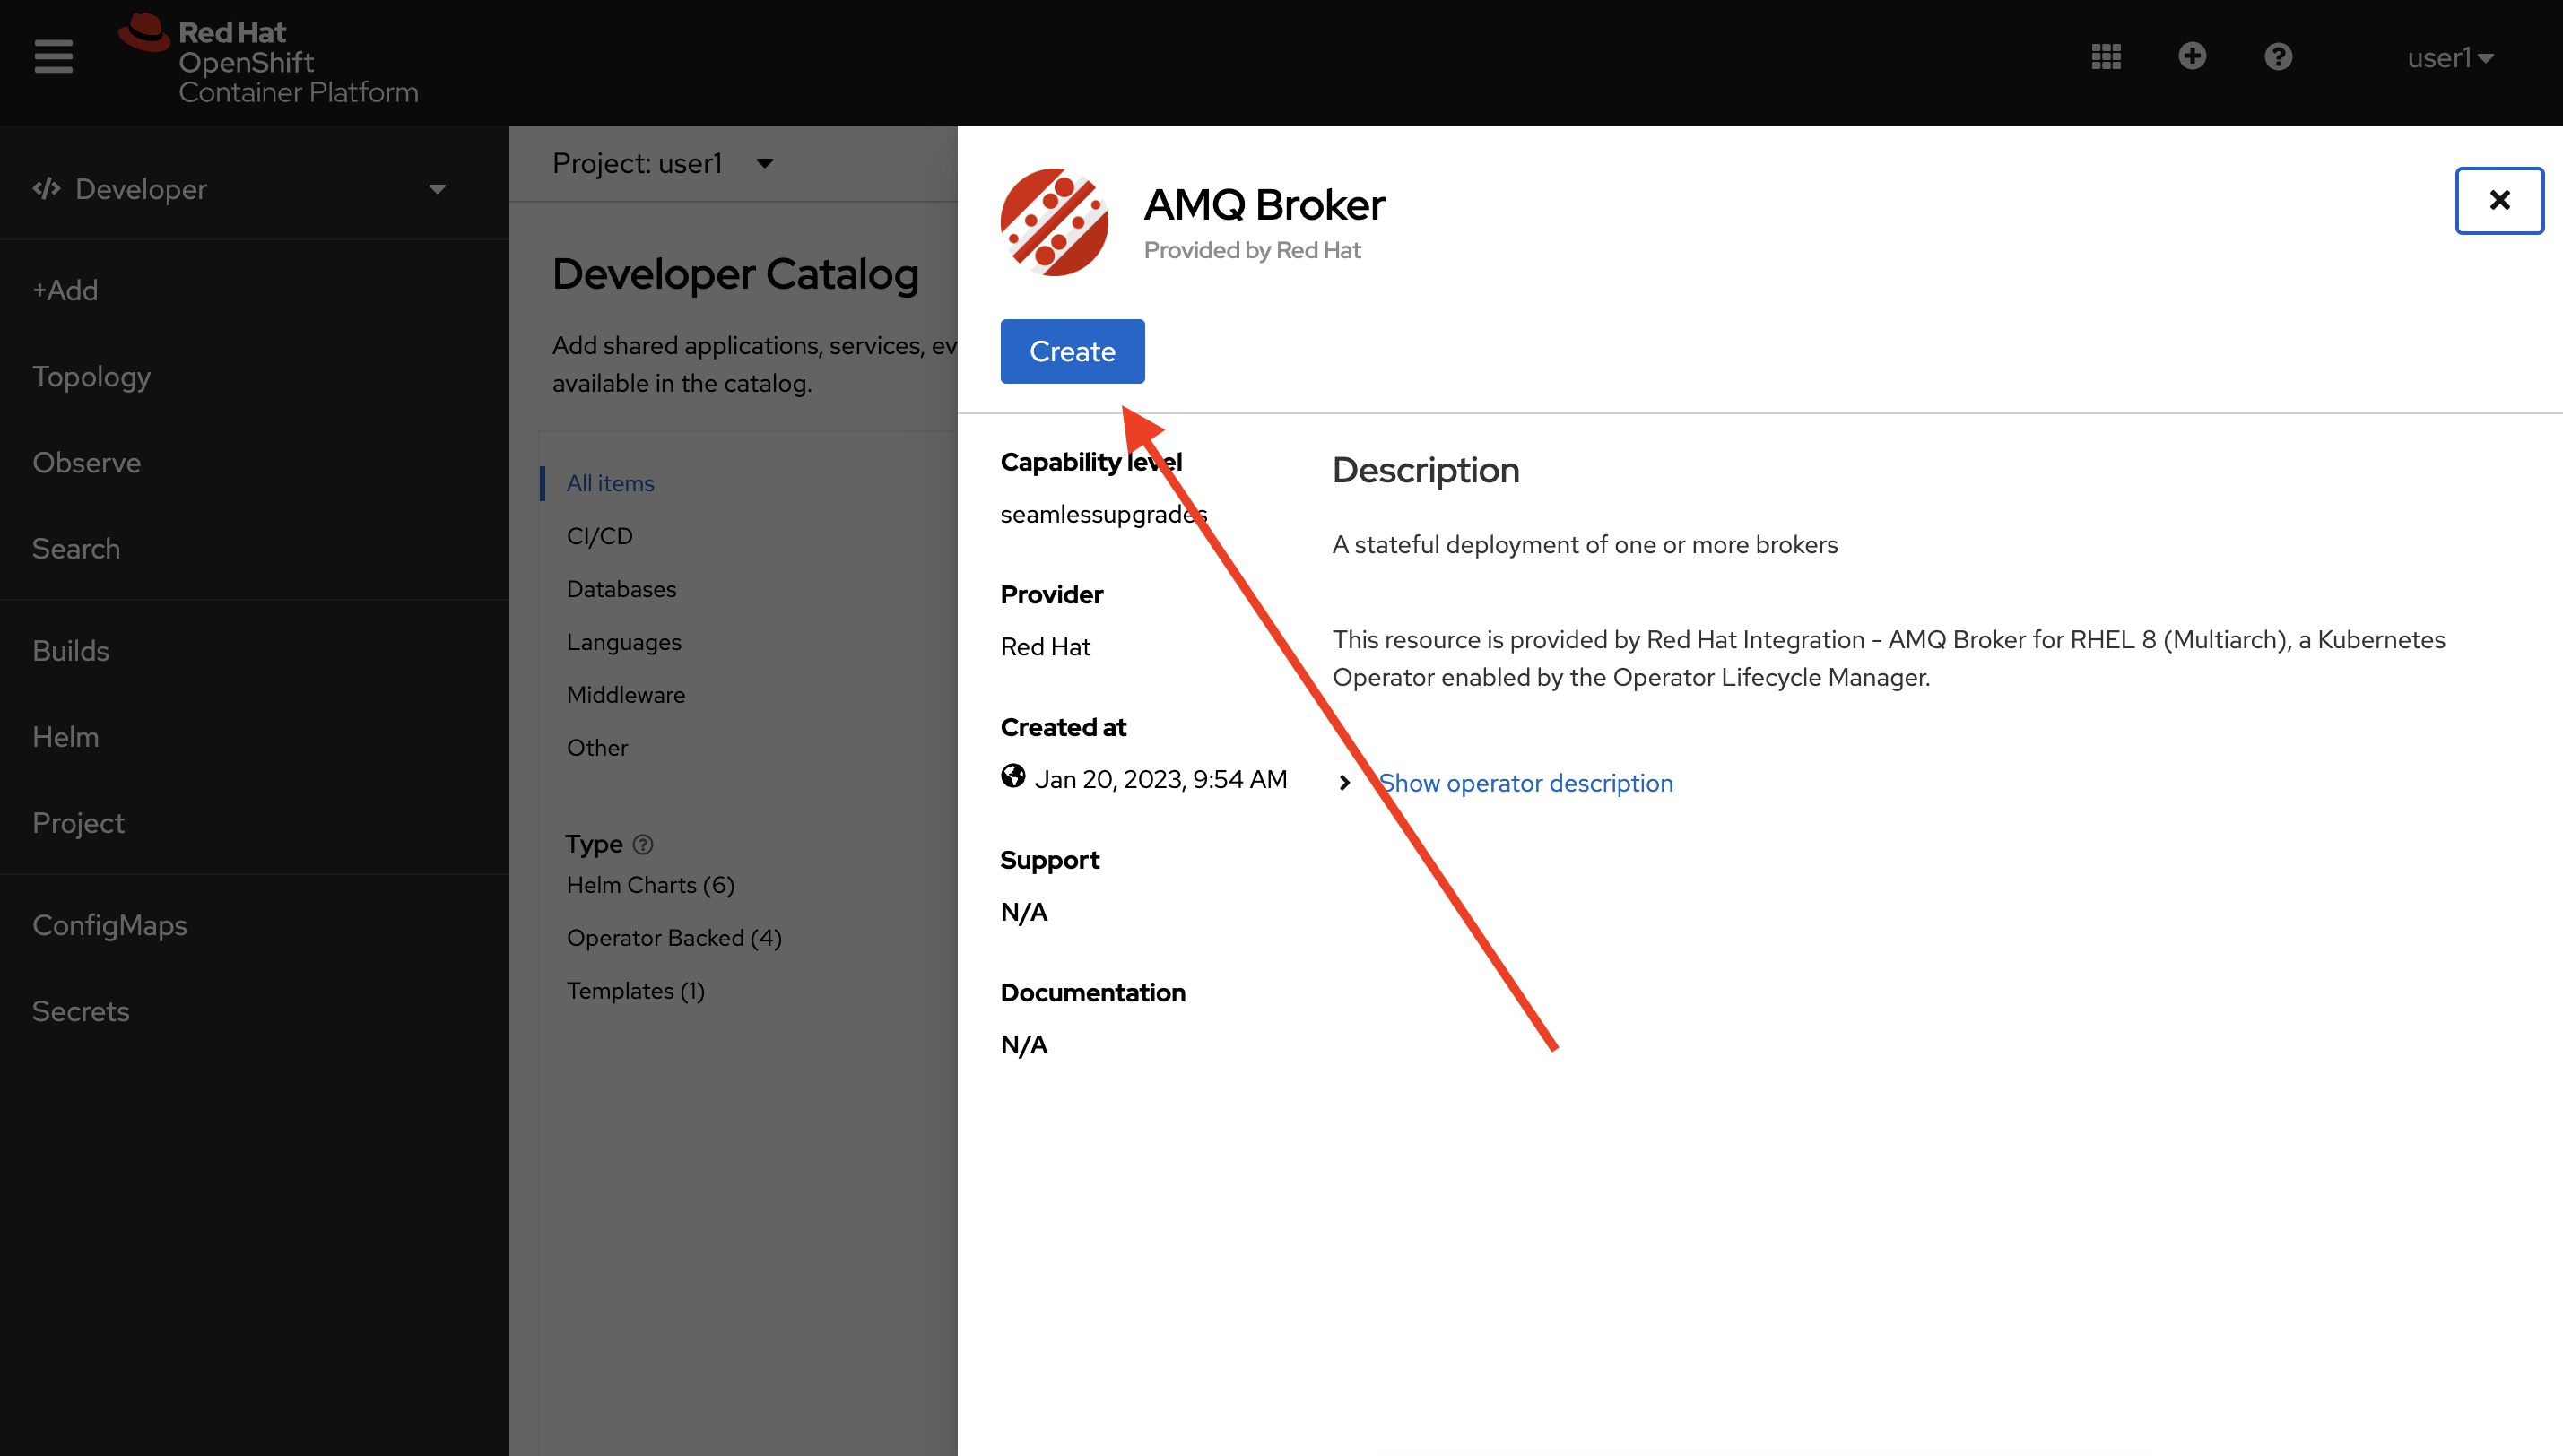 Red Hat
OpenShift
Container Platform
user1
Developer
+Add
Topology
Observe
Search
Builds
Helm
Project
ConfigMaps
Secrets
Project: user1
Developer Catalog
Add shared applications, services, ev
available in the catalog.
All items
CI/CD
Databases
Languages
Middleware
Other
Type
Helm Charts (6)
Operator Backed (4)
Templates (1)
AMQ Broker
Provided by Red Hat
Create
Capability level
seamlessupgrades
Provider
Red Hat
Created at
Jan 20, 2023, 9:54 AM
Support
N/A
Documentation
N/A
Description
A stateful deployment of one or more brokers
This resource is provided by Red Hat Integration - AMQ Broker for RHEL 8 (Multiarch), a Kubernetes
Operator enabled by the Operator Lifecycle Manager.
Show operator description